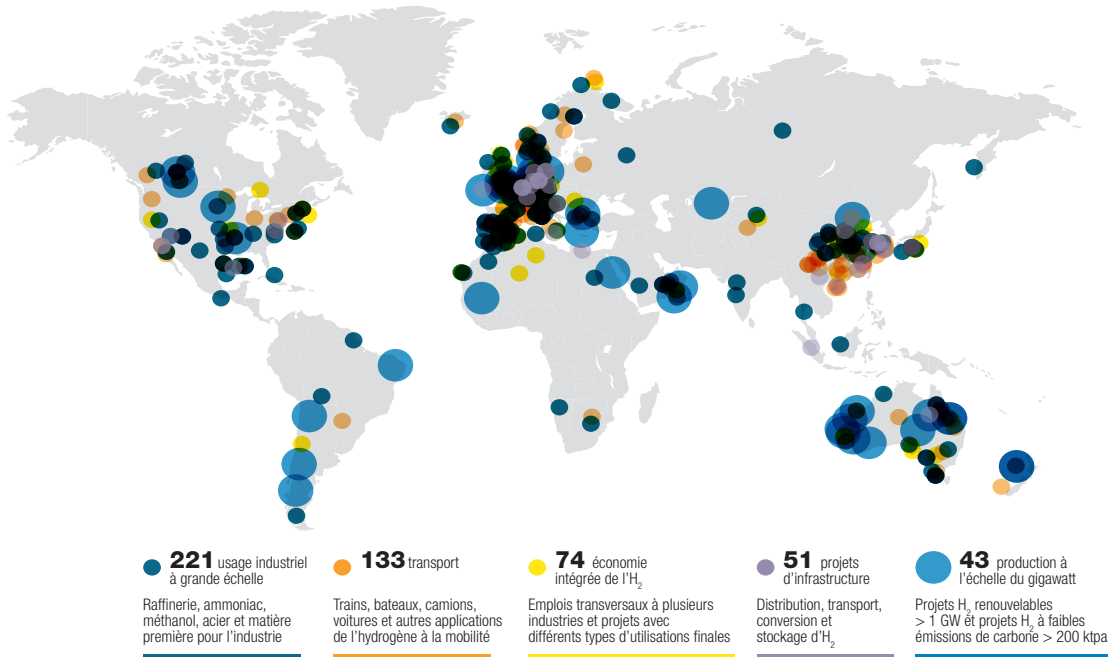 221 usage industriel
à grande échelle
Raffinerie, ammoniac,
méthanol, acier et matière
première pour l'industrie
133 transport
Trains, bateaux, camions,
voitures et autres applications
de l'hydrogène à la mobilité
74 économie
intégrée de l'H₂
Emplois transversaux à plusieurs
industries et projets avec
différents types d'utilisations finales
51 projets
d'infrastructure
Distribution, transport,
conversion et
stockage d'H₂
43 production à
l'échelle du gigawatt
Projets H₂ renouvelables
> 1 GW et projets H₂ à faibles
émissions de carborie > 200 ktpa